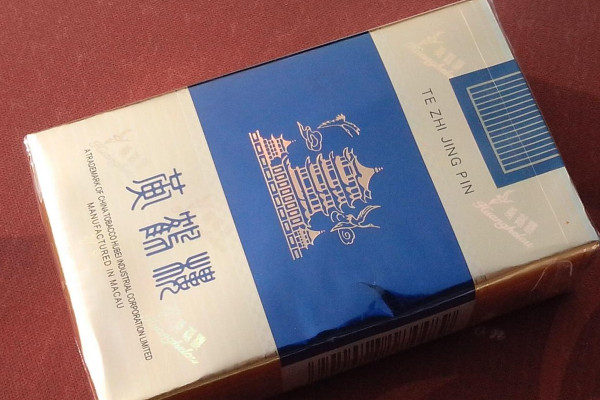 TE ZHI JING PIN
黃鶴樓
MANUFACTURED IN MACAU
A TRADEMARK OF CHINA TOBACCO HUBEI INDUSTRIAL CORPORATION LIMITED